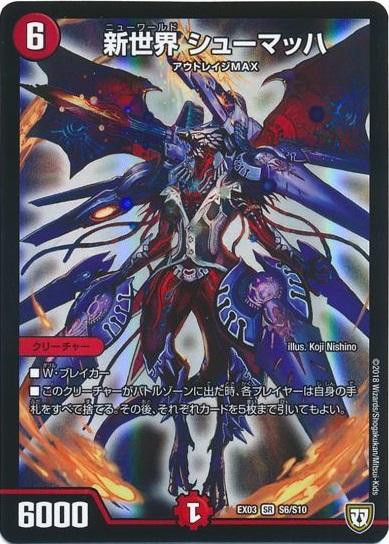 6
ニューワールド
新世界 シューマッハ
アウトレイジMAX
クリーチャー
illus. Koji Nishino
■W・ブレイカー
■このクリーチャーがバトルゾーンに出た時、各プレイヤーは自身の手
札をすべて捨てる。その後、それぞれカードを5枚まで引いてもよい。
©2018 Wizards/Shogakukan/Mitsui-Kids
6000
1
EX03 SR S6/S10